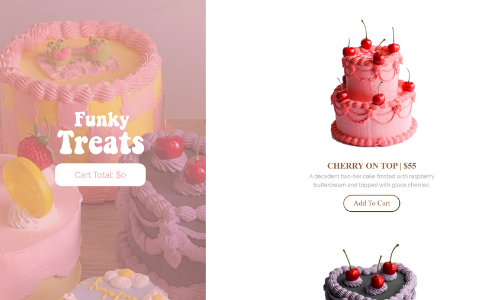 Funky
Treats
Cart Total: $0
CHERRY ON TOP | $55
A decadent two-tier cake frosted with raspberry
buttercream and topped with glacé cherries.
Add To Cart